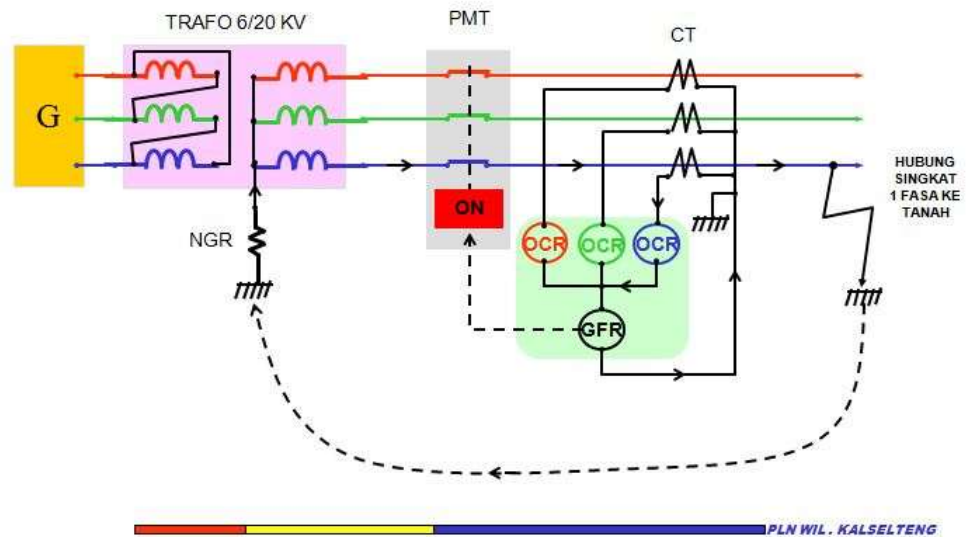 TRAFO 6/20 KV
PMT
CT
G
HUBUNG
SINGKAT
1 FASA KE
TANAH
ON
NGR
OCR
OCR
OCR
GFR
PLN WIL. KALSELTENG